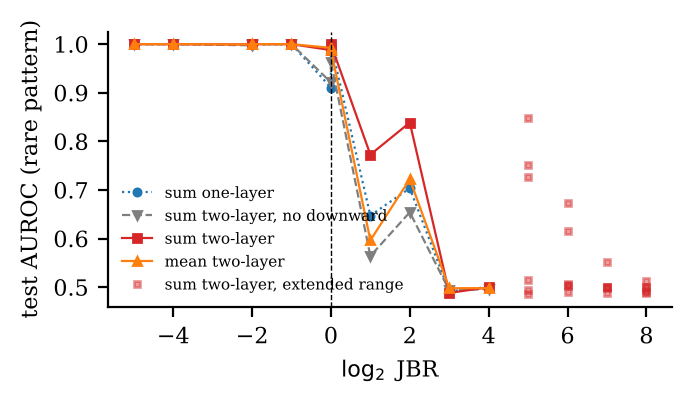 test AUROC (rare pattern)
1.0
0.9
0.8
0.7
0.6
0.5
sum one-layer
sum two-layer, no downward
sum two-layer
mean two-layer
sum two-layer, extended range
−4 −2 0 2 4 6 8
log₂ JBR